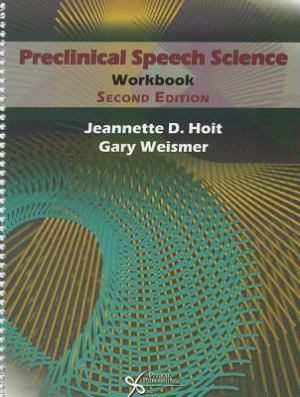 Preclinical Speech Science
Workbook
SECOND EDITION
Jeannette D. Hoit
Gary Weismer
PLURAL
PUBLISHING